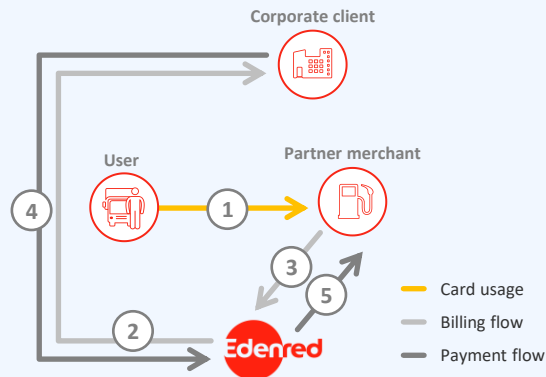 Corporate client
User
Partner merchant
4
1
3
5
2
Edenred
Card usage
Billing flow
Payment flow